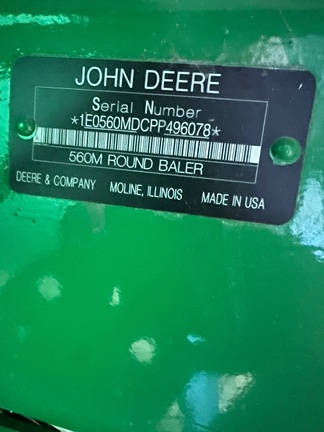 JOHN DEERE
Serial Number
*1E0560MDCPP496078*
560M ROUND BALER
DEERE & COMPANY MOLINE, ILLINOIS MADE IN USA